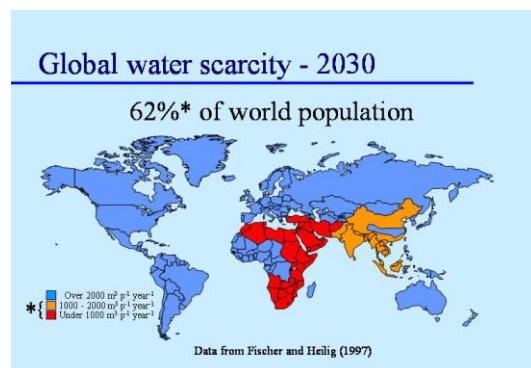 Global water scarcity - 2030
62%* of world population
Over 2000 m³ p⁻¹ year⁻¹
*{ 1000 - 2000 m³ p⁻¹ year⁻¹
Under 1000 m³ p⁻¹ year⁻¹
Data from Fischer and Heilig (1997)